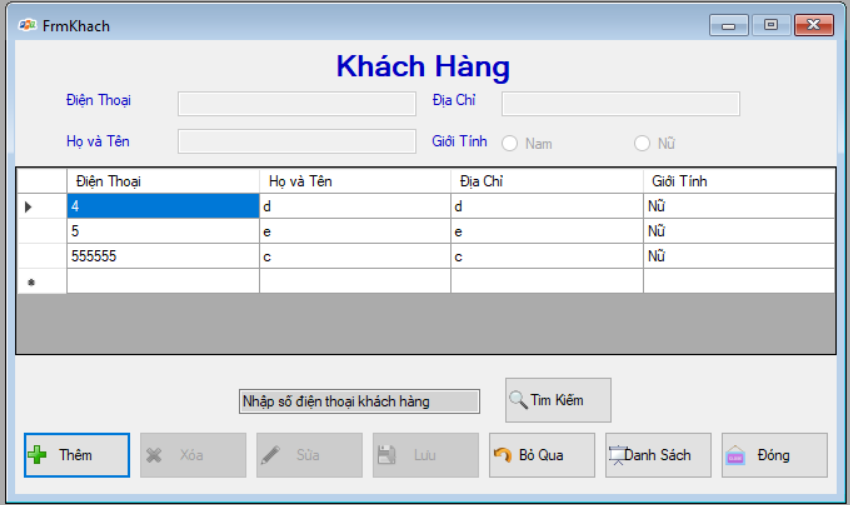 FrmKhach
Khách Hàng
Điện Thoại Địa Chỉ
Họ và Tên Giới Tính Nam Nữ
Điện Thoại Họ và Tên Địa Chỉ Giới Tính
4 d d Nữ
5 e e Nữ
555555 c c Nữ
Nhập số điện thoại khách hàng Tìm Kiếm
Thêm Xóa Sửa Lưu Bỏ Qua Danh Sách Đóng